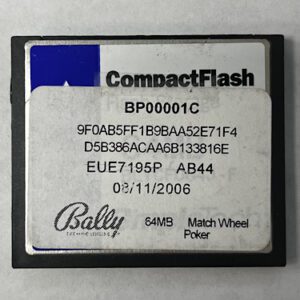 CompactFlash
BP00001C
9F0AB5FF1B9BAA52E71F4
D5B386ACAA6B133816E
EUE7195P AB44
08/11/2006
Bally
64MB Match Wheel
Poker